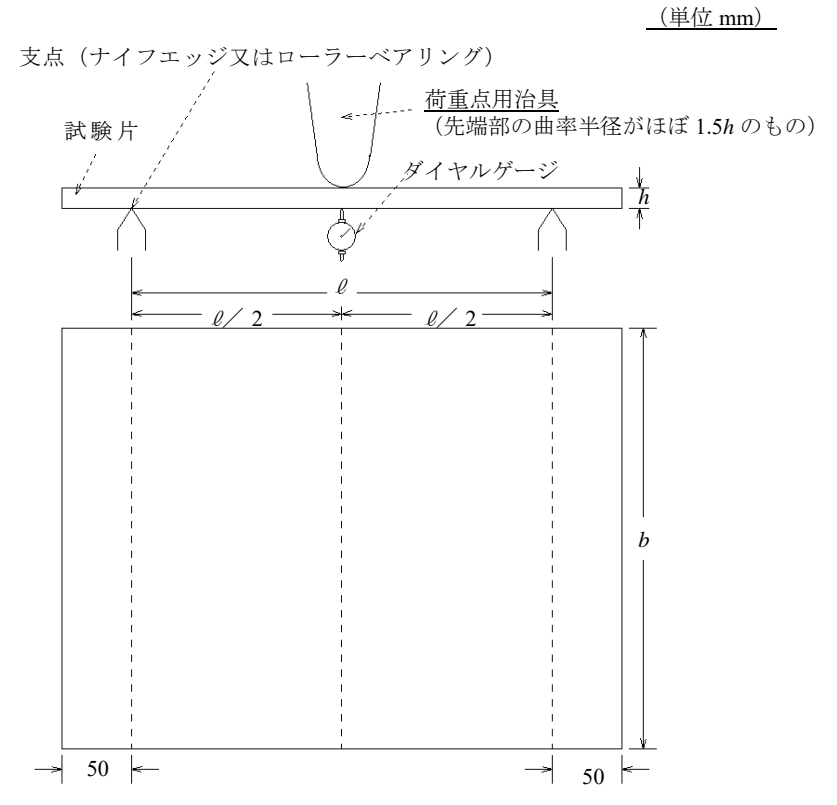 （単位 mm）
支点（ナイフエッジ又はローラーベアリング）
荷重点用治具
（先端部の曲率半径がほぼ 1.5h のもの）
試験片
ダイヤルゲージ
h
ℓ
ℓ／2
ℓ／2
b
50
50